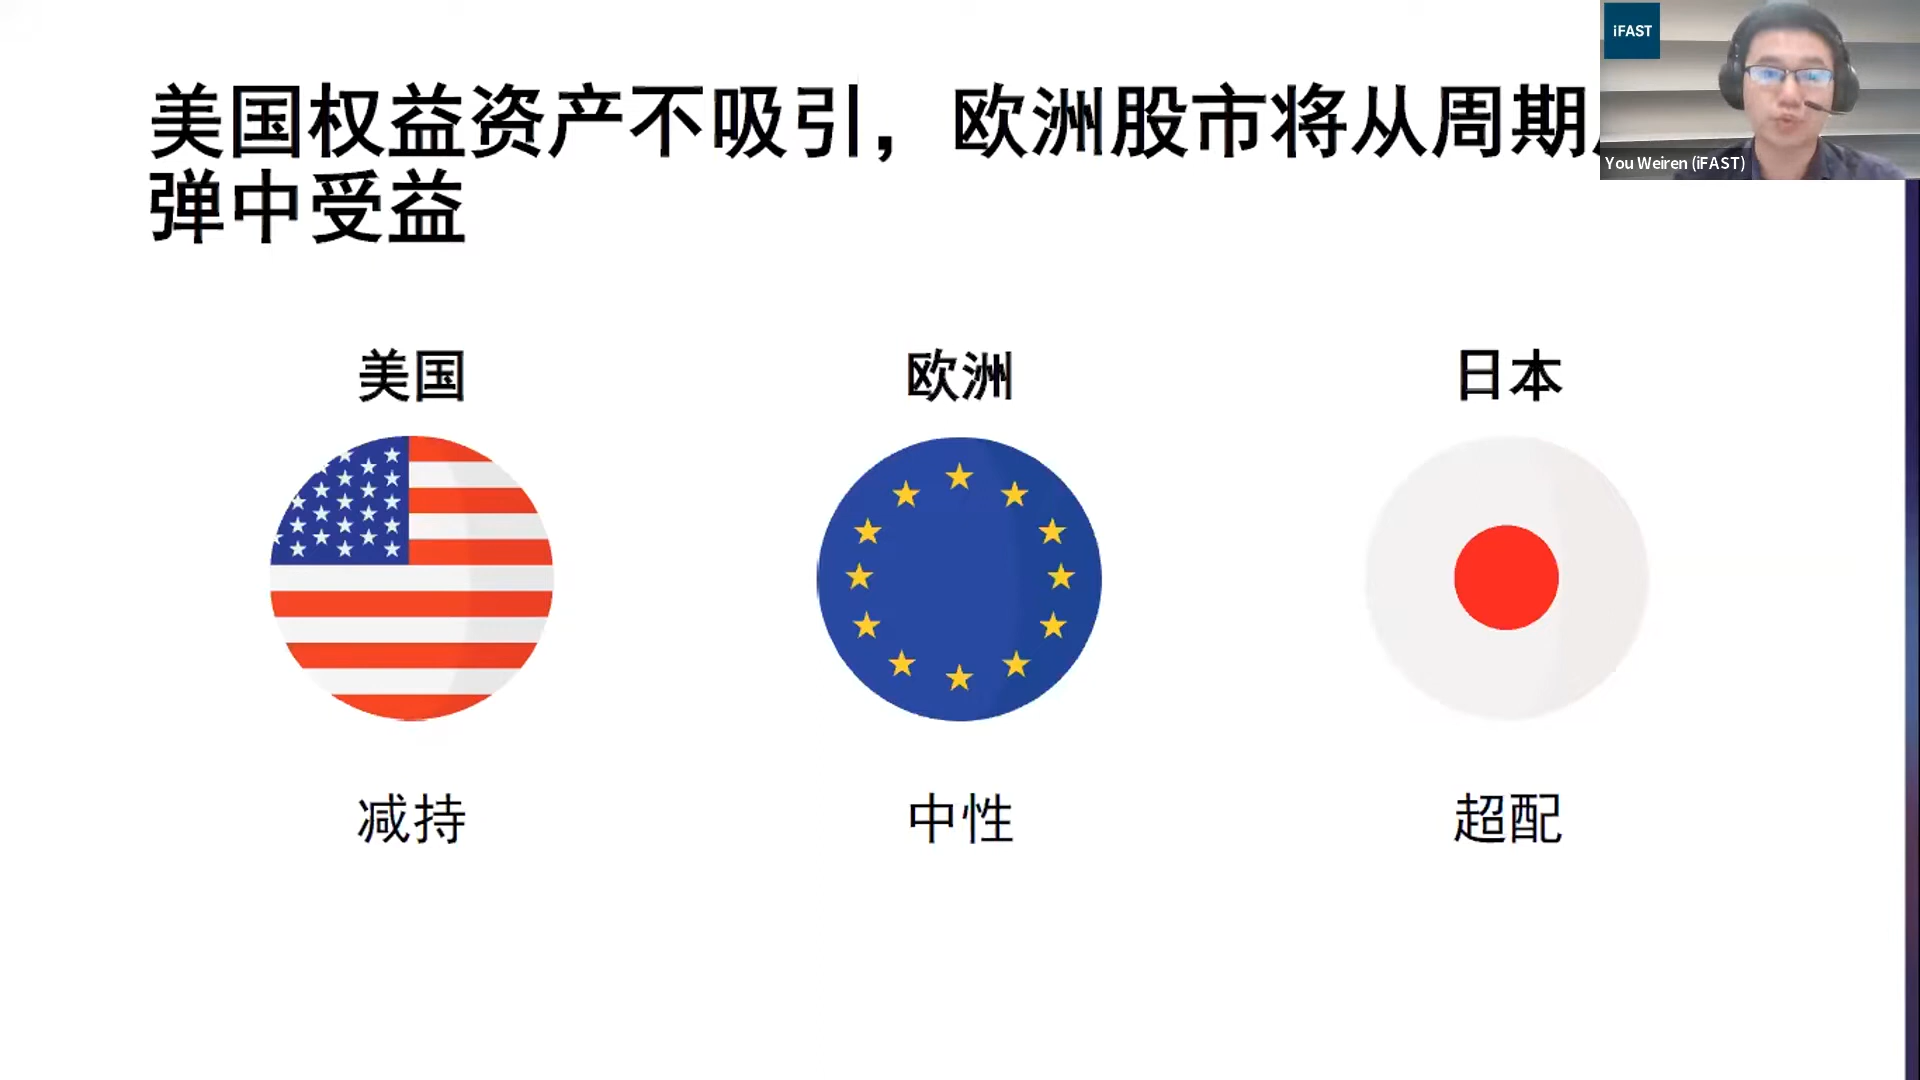 美国权益资产不吸引，欧洲股市将从周期
弹中受益
iFAST
You Weiren (iFAST)
美国
欧洲
日本
减持
中性
超配